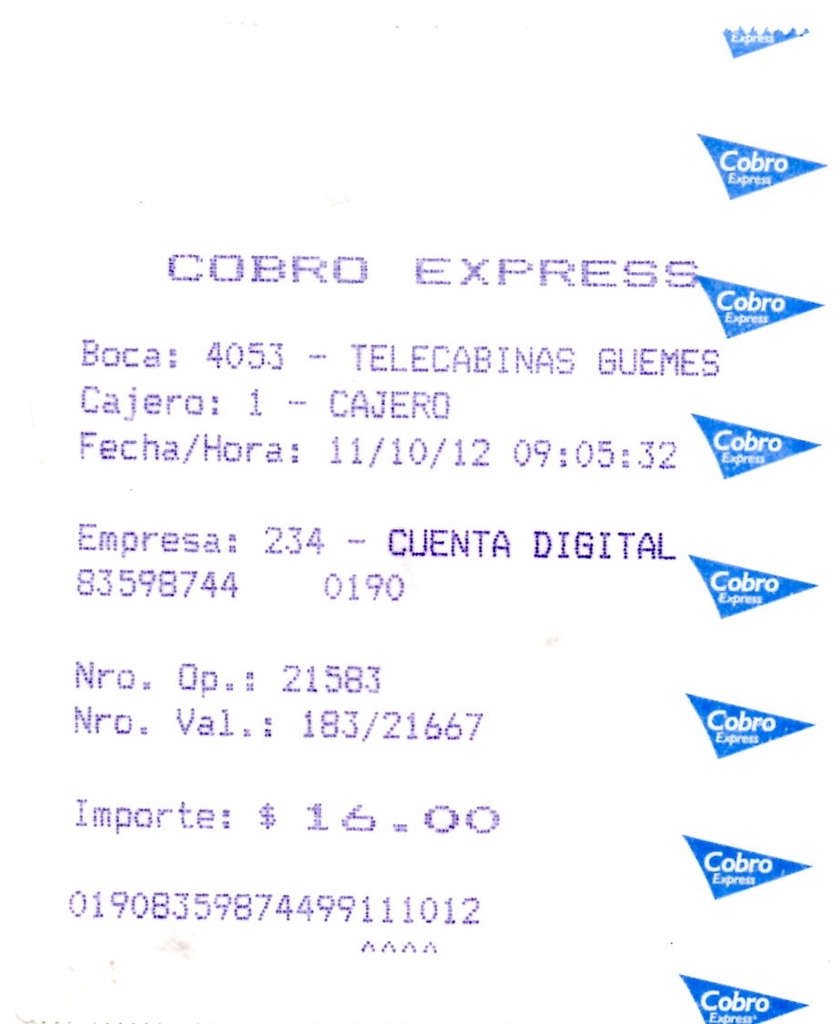 Express
Cobro
Express
COBRO EXPRESS
Cobro
Express
Boca: 4053 - TELECABINAS GUEMES
Cajero: 1 - CAJERO
Fecha/Hora: 11/10/12 09:05:32
Cobro
Express
Empresa: 234 - CUENTA DIGITAL
83598744 0190
Cobro
Express
Nro. Op.: 21583
Nro. Val.: 183/21667
Cobro
Express
Importe: $ 16.00
Cobro
Express
01908359874499111012
^^^^
Cobro
Express